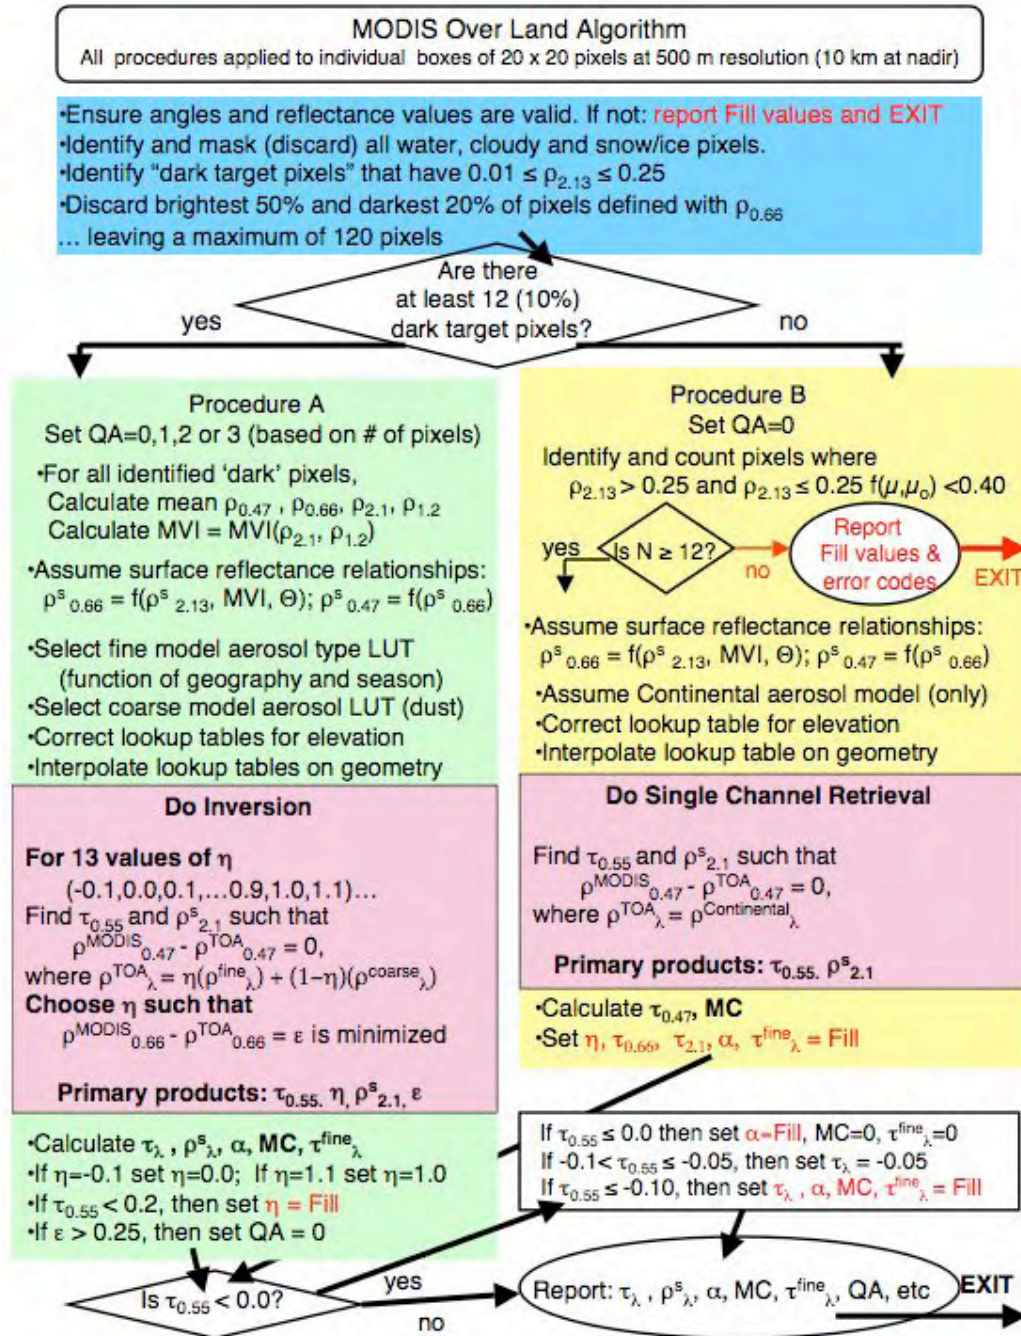 MODIS Over Land Algorithm
All procedures applied to individual boxes of 20 x 20 pixels at 500 m resolution (10 km at nadir)
•Ensure angles and reflectance values are valid. If not: report Fill values and EXIT
•Identify and mask (discard) all water, cloudy and snow/ice pixels.
•Identify “dark target pixels” that have 0.01 ≤ ρ2.13 ≤ 0.25
•Discard brightest 50% and darkest 20% of pixels defined with ρ0.66
... leaving a maximum of 120 pixels
Are there
at least 12 (10%)
dark target pixels?
yes
no
Procedure A
Set QA=0,1,2 or 3 (based on # of pixels)
•For all identified ‘dark’ pixels,
Calculate mean ρ0.47 , ρ0.66, ρ2.1, ρ1.2
Calculate MVI = MVI(ρ2.1, ρ1.2)
•Assume surface reflectance relationships:
ρs 0.66 = f(ρs 2.13, MVI, Θ); ρs 0.47 = f(ρs 0.66)
•Select fine model aerosol type LUT
(function of geography and season)
•Select coarse model aerosol LUT (dust)
•Correct lookup tables for elevation
•Interpolate lookup tables on geometry
Do Inversion
For 13 values of η
(-0.1,0.0,0.1,...0.9,1.0,1.1)...
Find τ0.55 and ρs2.1 such that
ρMODIS0.47 - ρTOA0.47 = 0,
where ρTOAλ = η(ρfineλ) + (1-η)(ρcoarseλ)
Choose η such that
ρMODIS0.66 - ρTOA0.66 = ε is minimized
Primary products: τ0.55, η, ρs2.1, ε
•Calculate τλ , ρsλ, α, MC, τfineλ
•If η=-0.1 set η=0.0; If η=1.1 set η=1.0
•If τ0.55 < 0.2, then set η = Fill
•If ε > 0.25, then set QA = 0
Is τ0.55 < 0.0?
yes
no
Procedure B
Set QA=0
Identify and count pixels where
ρ2.13 > 0.25 and ρ2.13 ≤ 0.25 f(μ,μo) <0.40
yes
Is N ≥ 12?
no
Report
Fill values &
error codes
EXIT
•Assume surface reflectance relationships:
ρs 0.66 = f(ρs 2.13, MVI, Θ); ρs 0.47 = f(ρs 0.66)
•Assume Continental aerosol model (only)
•Correct lookup table for elevation
•Interpolate lookup table on geometry
Do Single Channel Retrieval
Find τ0.55 and ρs2.1 such that
ρMODIS0.47 - ρTOA0.47 = 0,
where ρTOAλ = ρContinentalλ
Primary products: τ0.55, ρs2.1
•Calculate τ0.47, MC
•Set η, τ0.66, τ2.1, α, τfineλ = Fill
If τ0.55 ≤ 0.0 then set α=Fill, MC=0, τfineλ=0
If -0.1< τ0.55 ≤ -0.05, then set τλ = -0.05
If τ0.55 ≤ -0.10, then set τλ , α, MC, τfineλ = Fill
Report: τλ , ρsλ, α, MC, τfineλ, QA, etc
EXIT